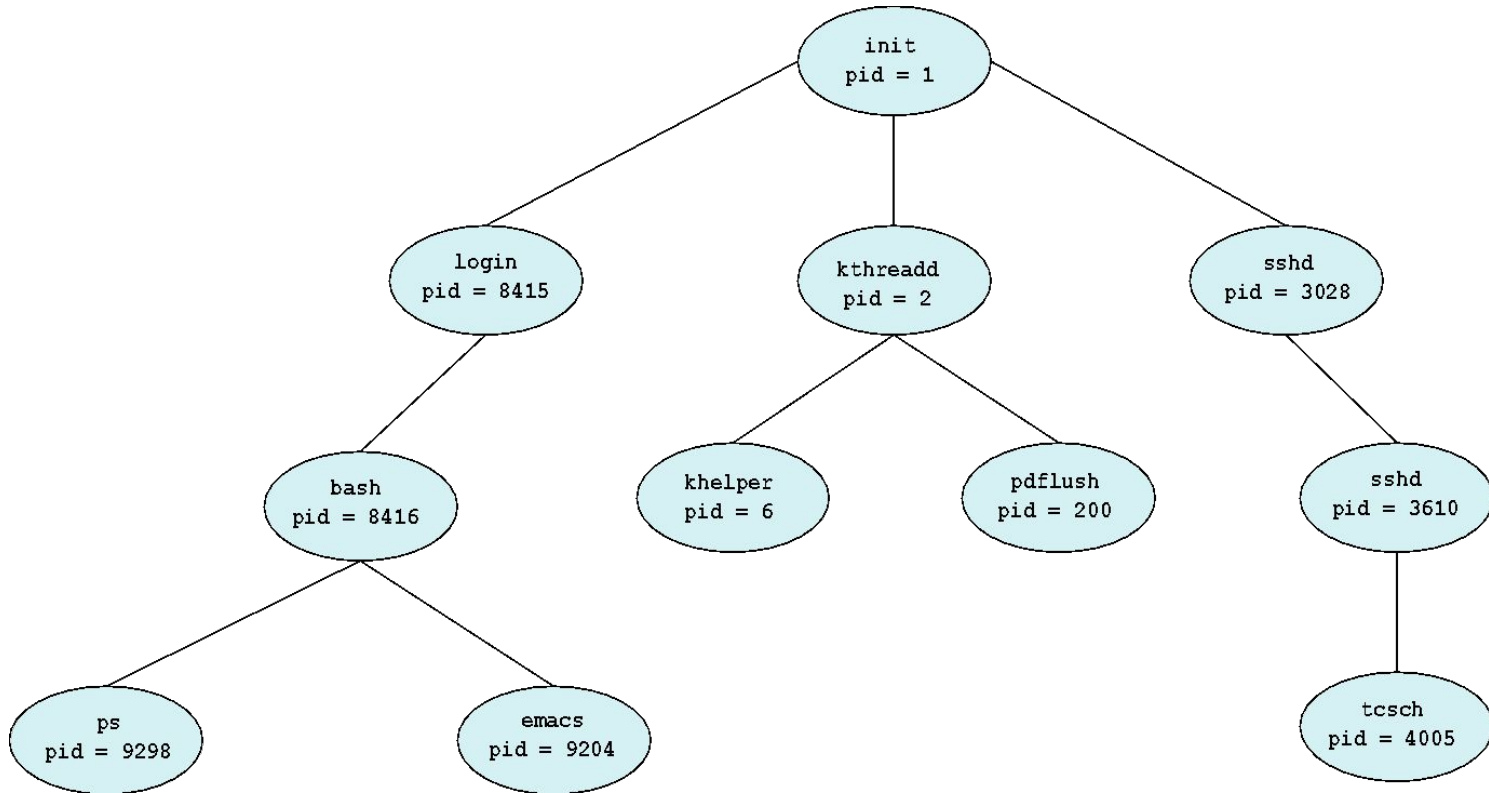 init
pid = 1
login
pid = 8415
kthreadd
pid = 2
sshd
pid = 3028
bash
pid = 8416
khelper
pid = 6
pdflush
pid = 200
sshd
pid = 3610
ps
pid = 9298
emacs
pid = 9204
tcsch
pid = 4005